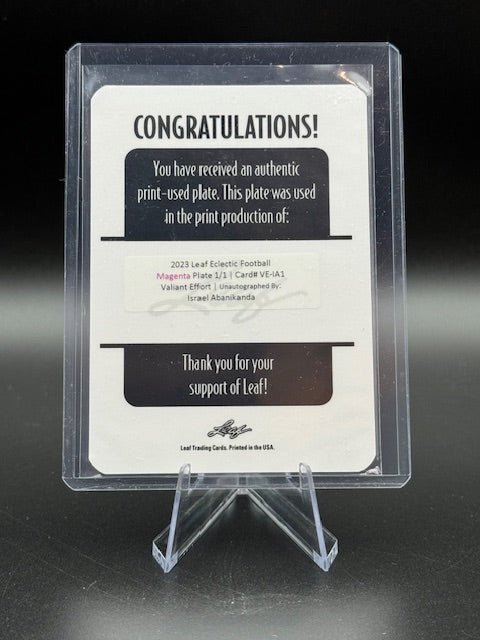 CONGRATULATIONS!
You have received an authentic
print-used plate. This plate was used
in the print production of:
2023 Leaf Eclectic Football
Magenta Plate 1/1 | Card# VE-IA1
Valiant Effort | Unautographed By:
Israel Abanikanda
Thank you for your
support of Leaf!
Leaf
Leaf Trading Cards. Printed in the USA.